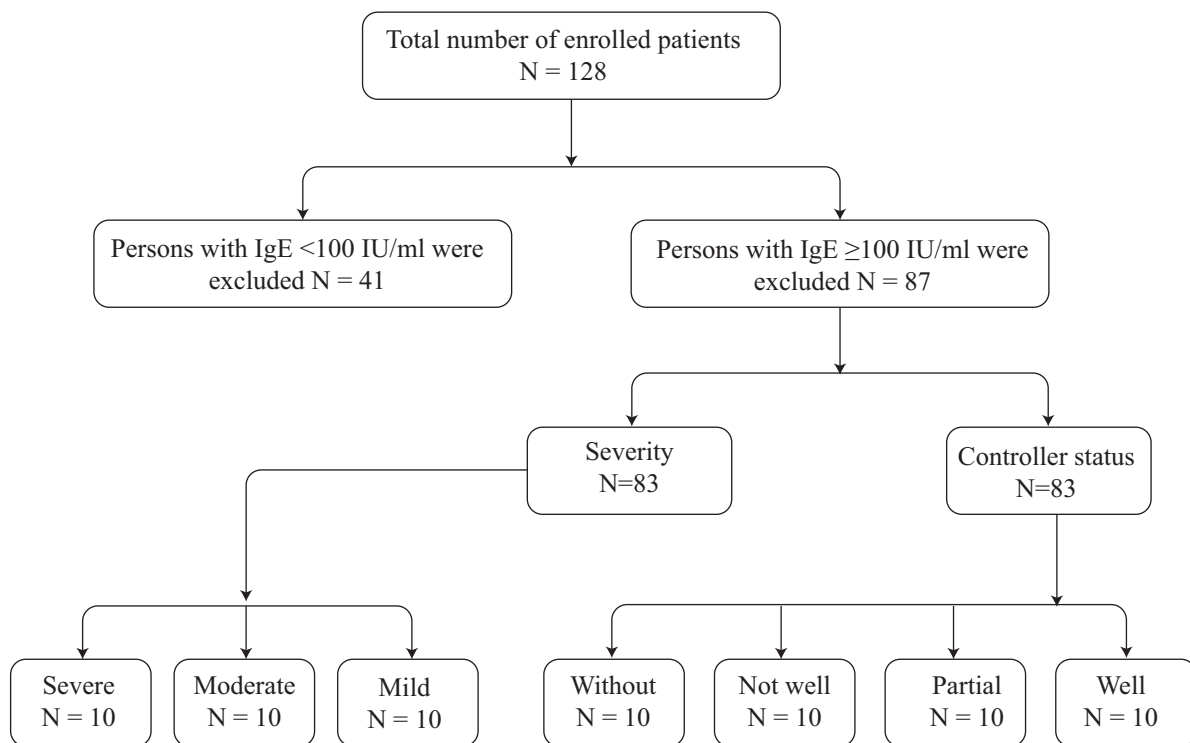 Total number of enrolled patients
N = 128
Persons with IgE <100 IU/ml were
excluded N = 41
Persons with IgE ≥100 IU/ml were
excluded N = 87
Severity
N=83
Controller status
N=83
Severe
N = 10
Moderate
N = 10
Mild
N = 10
Without
N = 10
Not well
N = 10
Partial
N = 10
Well
N = 10